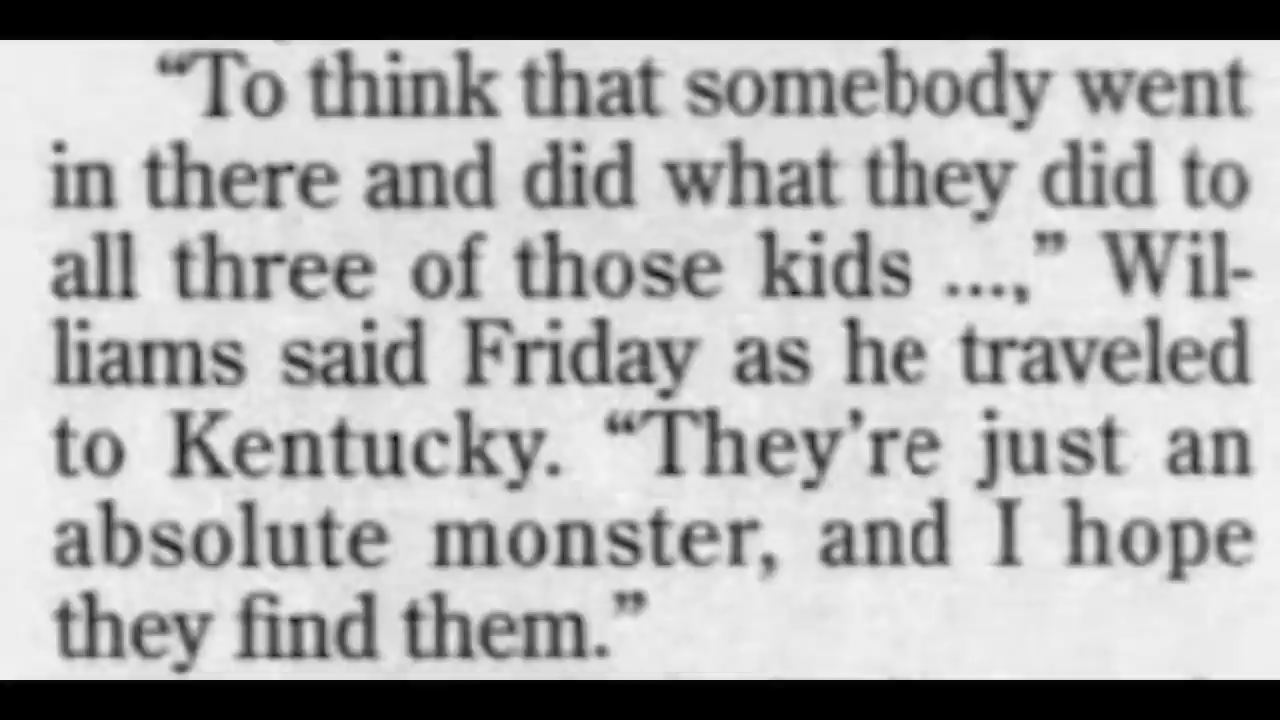 “To think that somebody went
in there and did what they did to
all three of those kids ...,” Wil-
liams said Friday as he traveled
to Kentucky. “They’re just an
absolute monster, and I hope
they find them.”